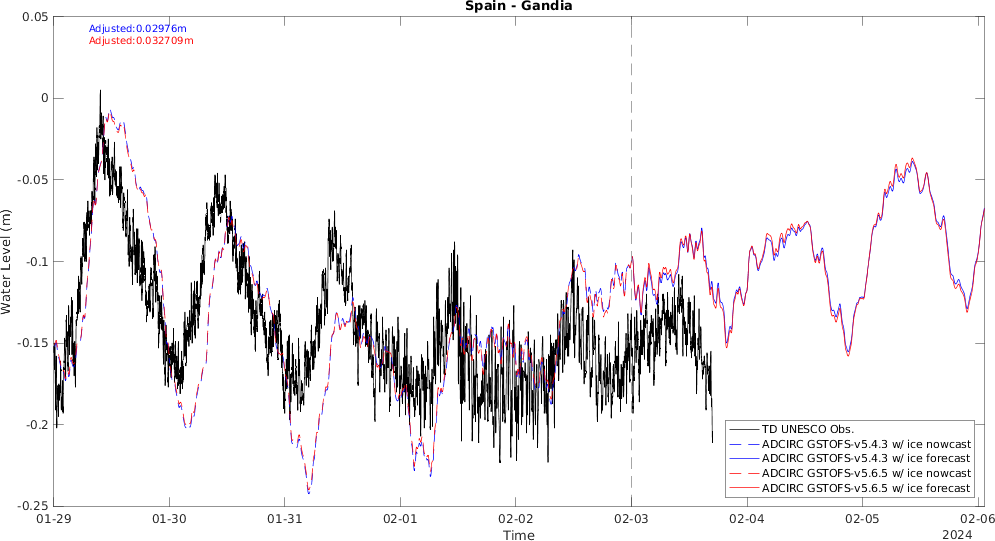 Spain - Gandia
Adjusted:0.02976m
Adjusted:0.032709m
0.05
0
-0.05
-0.1
-0.15
-0.2
-0.25
Water Level (m)
TD UNESCO Obs.
ADCIRC GSTOFS-v5.4.3 w/ ice nowcast
ADCIRC GSTOFS-v5.4.3 w/ ice forecast
ADCIRC GSTOFS-v5.6.5 w/ ice nowcast
ADCIRC GSTOFS-v5.6.5 w/ ice forecast
01-29 01-30 01-31 02-01 02-02 02-03 02-04 02-05 02-06
Time
2024